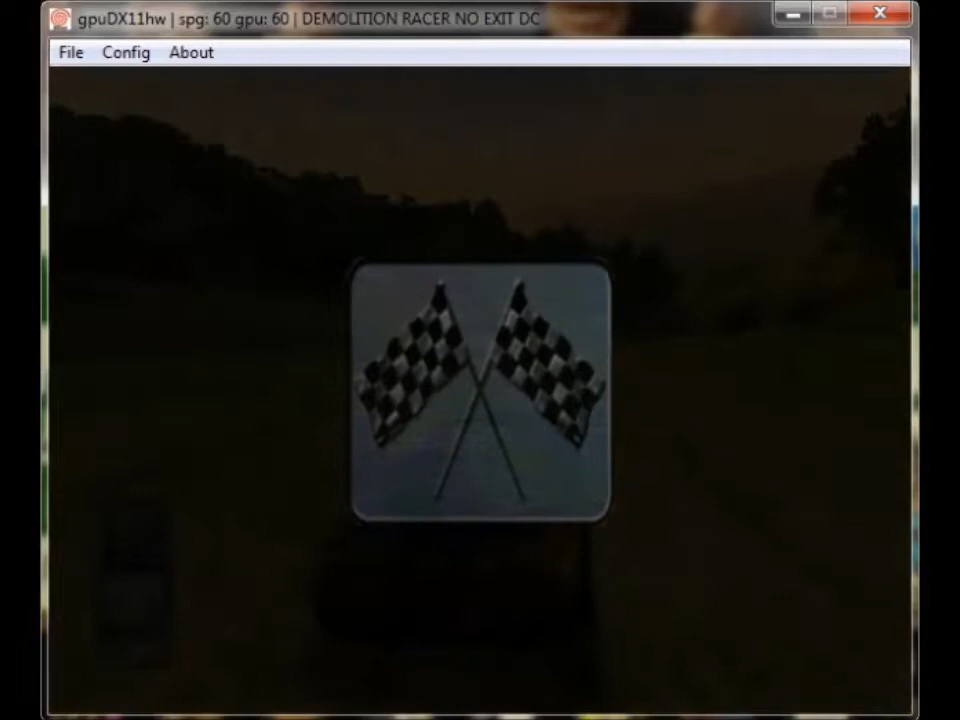 gpuDX11hw | spg: 60 gpu: 60 | DEMOLITION RACER NO EXIT DC
File Config About